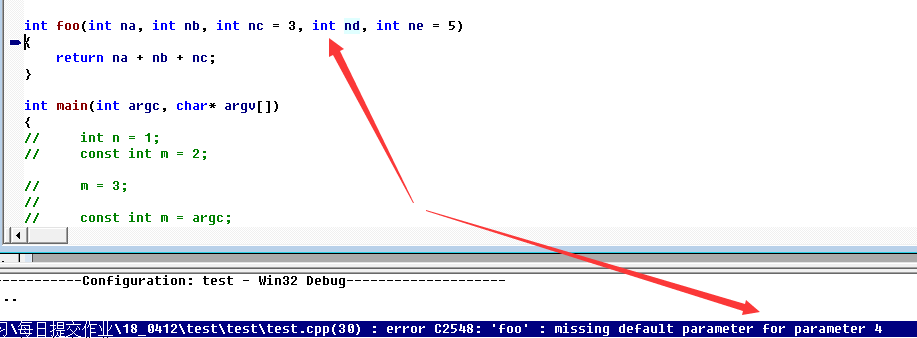 int foo(int na, int nb, int nc = 3, int nd, int ne = 5)
{
return na + nb + nc;
}
int main(int argc, char* argv[])
{
// int n = 1;
// const int m = 2;
// m = 3;
//
// const int m = argc;
-----------Configuration: test - Win32 Debug--------------------
..
习\每日提交作业\18_0412\test\test\test.cpp(30) : error C2548: 'foo' : missing default parameter for parameter 4